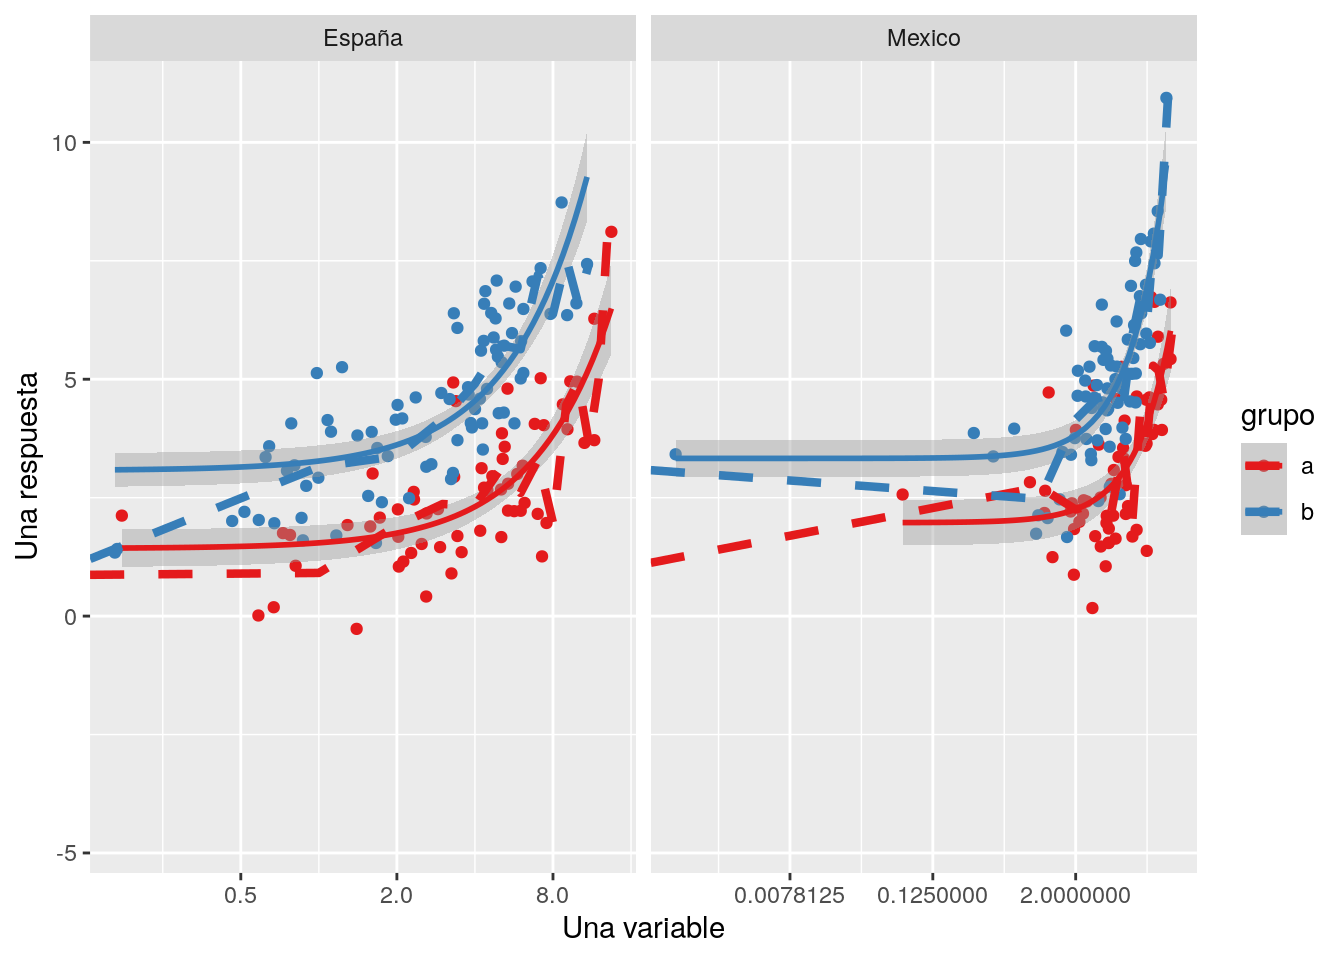 España
Mexico
10
5
0
-5
Una respuesta
0.5
2.0
8.0
0.0078125
0.1250000
2.0000000
Una variable
grupo
a
b